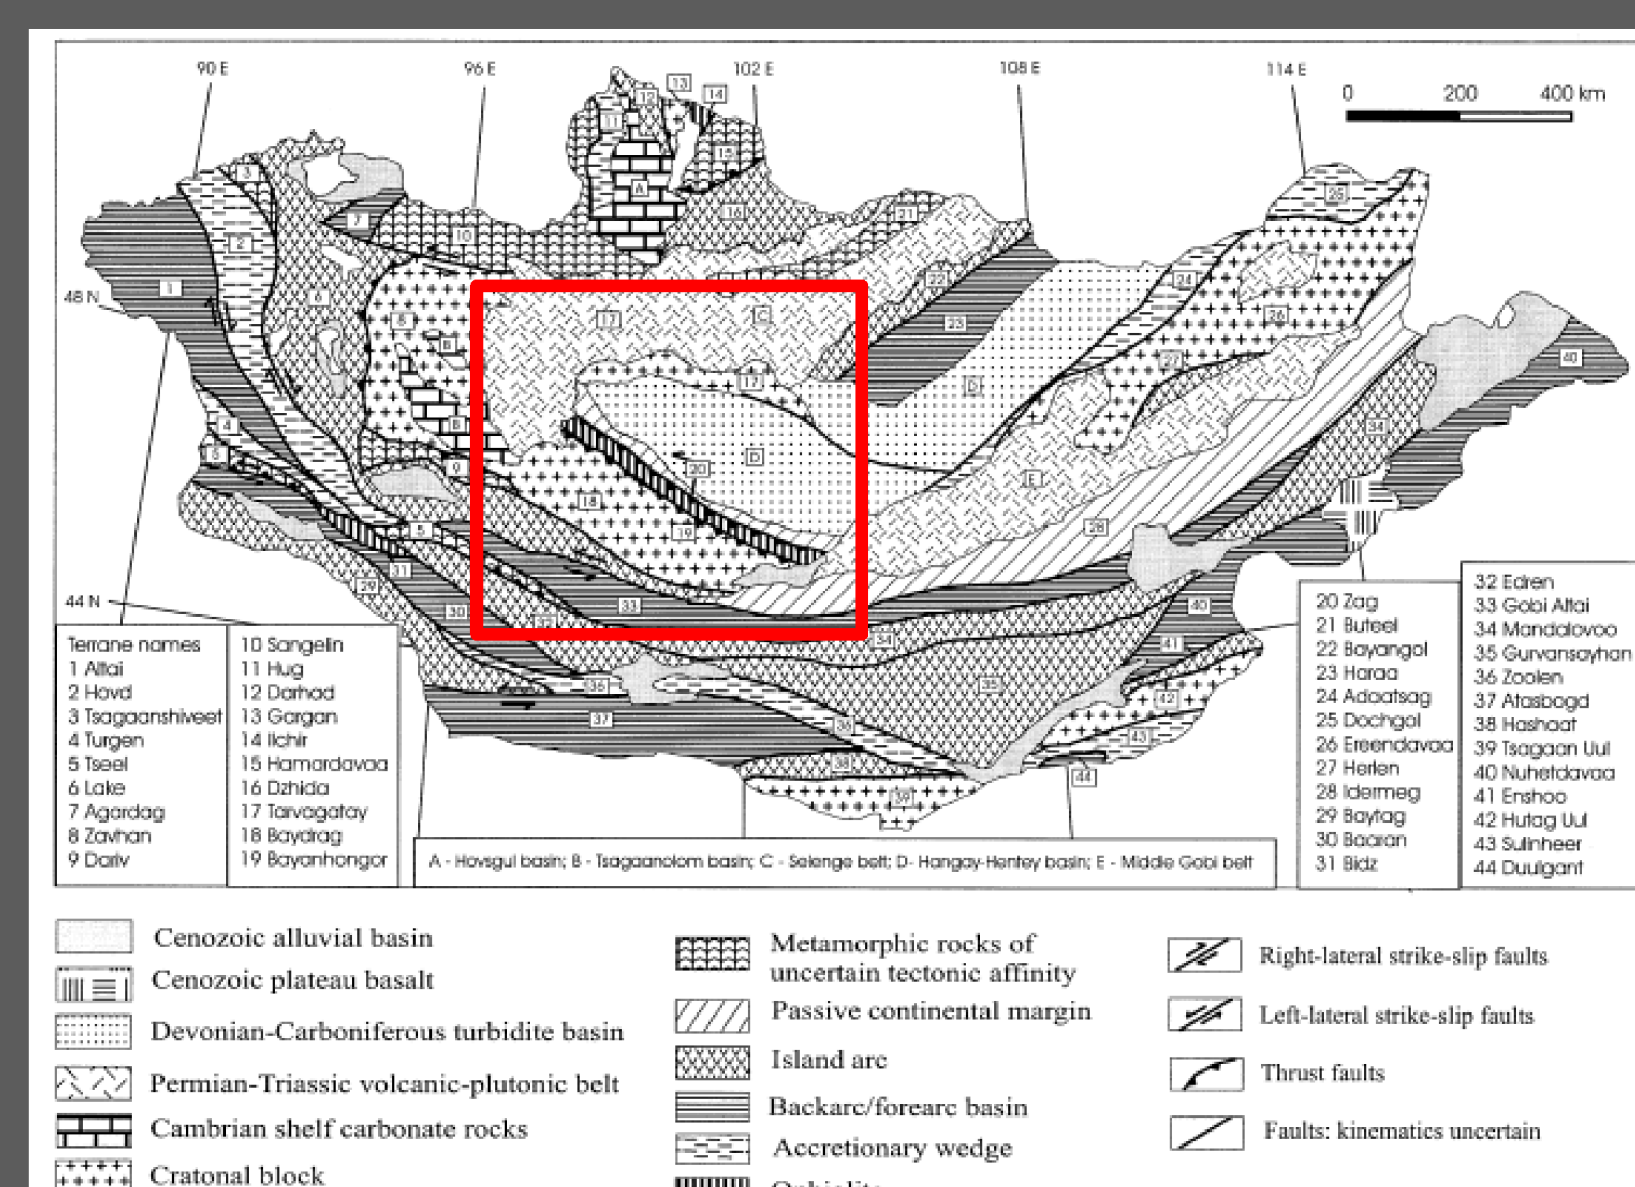 90 E 96 E 102 E 108 E 114 E
0 200 400 km
48 N
44 N
Terrane names
1 Altai
2 Hovd
3 Tsagaanshiveet
4 Turgen
5 Tseel
6 Lake
7 Agardag
8 Zavhan
9 Dariv
10 Sangelin
11 Hug
12 Darhad
13 Gargan
14 Ilchir
15 Hamardavaa
16 Dzhida
17 Tarvagatay
18 Baydrag
19 Bayanhongor
20 Zag
21 Buteel
22 Bayangol
23 Haraa
24 Adaatsag
25 Dochgol
26 Ereendavaa
27 Herlen
28 Idermeg
29 Baytag
30 Baaran
31 Bidz
32 Edren
33 Gobi Altai
34 Mandalovoo
35 Gurvansayhan
36 Zoolen
37 Atasbogd
38 Hashaat
39 Tsagaan Uul
40 Nuhetdavaa
41 Enshoo
42 Hutag Uul
43 Sulinheer
44 Duulgant
A - Hovsgul basin; B - Tsagaanolom basin; C - Selenge belt; D- Hangay-Hentey basin; E - Middle Gobi belt
Cenozoic alluvial basin
Cenozoic plateau basalt
Devonian-Carboniferous turbidite basin
Permian-Triassic volcanic-plutonic belt
Cambrian shelf carbonate rocks
Cratonal block
Metamorphic rocks of
uncertain tectonic affinity
Passive continental margin
Island arc
Backarc/forearc basin
Accretionary wedge
Right-lateral strike-slip faults
Left-lateral strike-slip faults
Thrust faults
Faults: kinematics uncertain